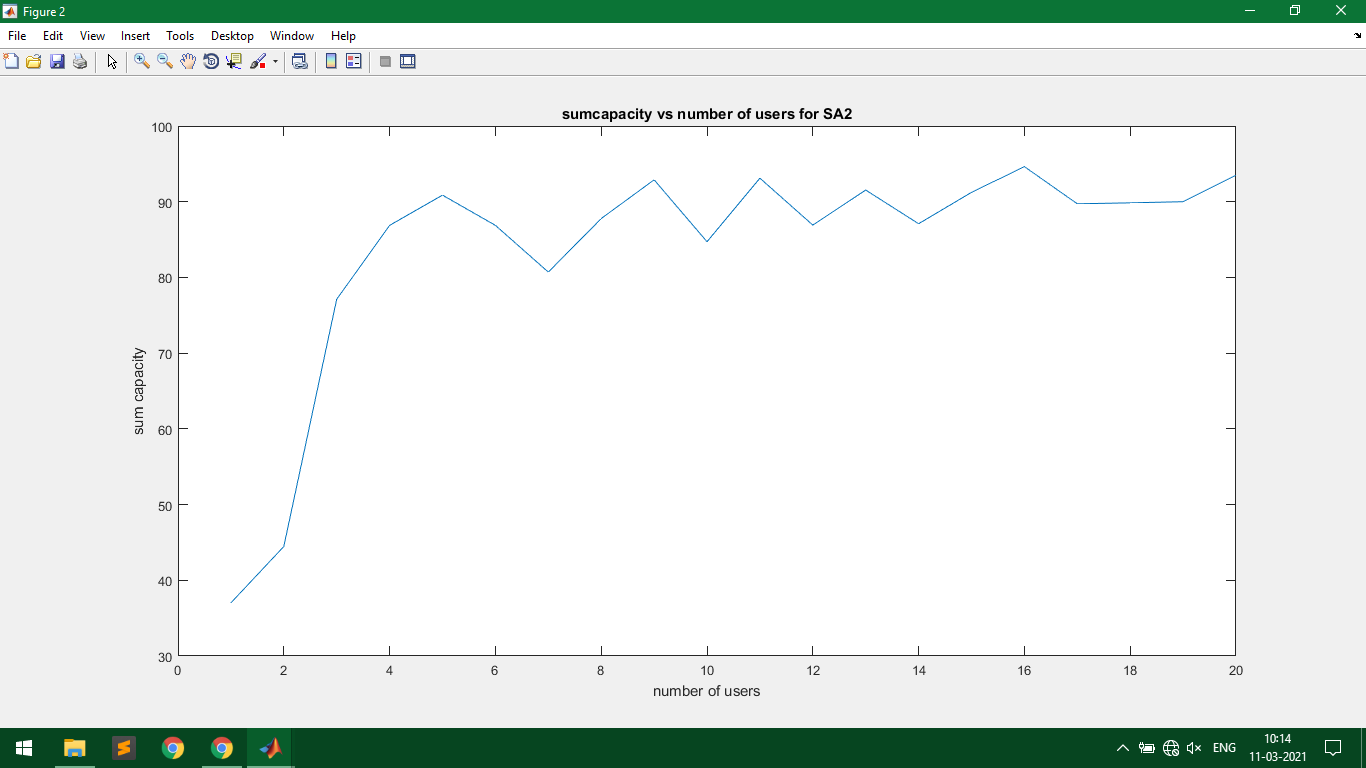 Figure 2
File Edit View Insert Tools Desktop Window Help
sumcapacity vs number of users for SA2
100
90
80
70
60
50
40
30
sum capacity
0 2 4 6 8 10 12 14 16 18 20
number of users
ENG
10:14
11-03-2021